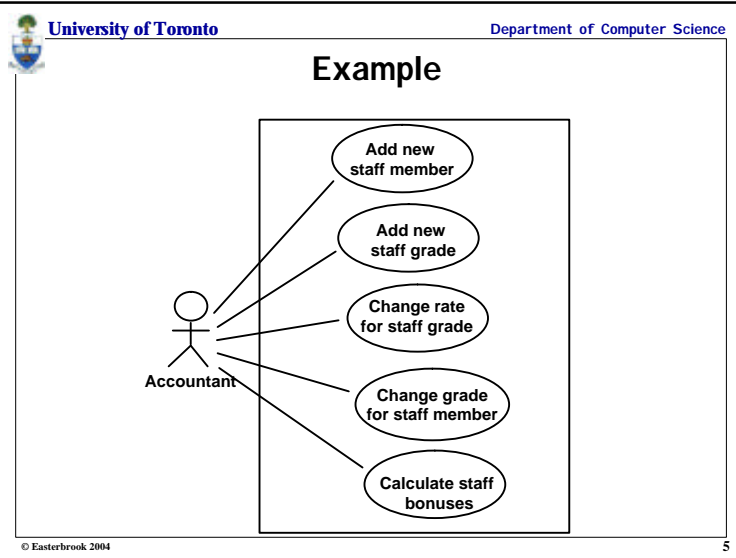 University of Toronto
Department of Computer Science
Example
Add new
staff member
Add new
staff grade
Change rate
for staff grade
Accountant
Change grade
for staff member
Calculate staff
bonuses
© Easterbrook 2004
5